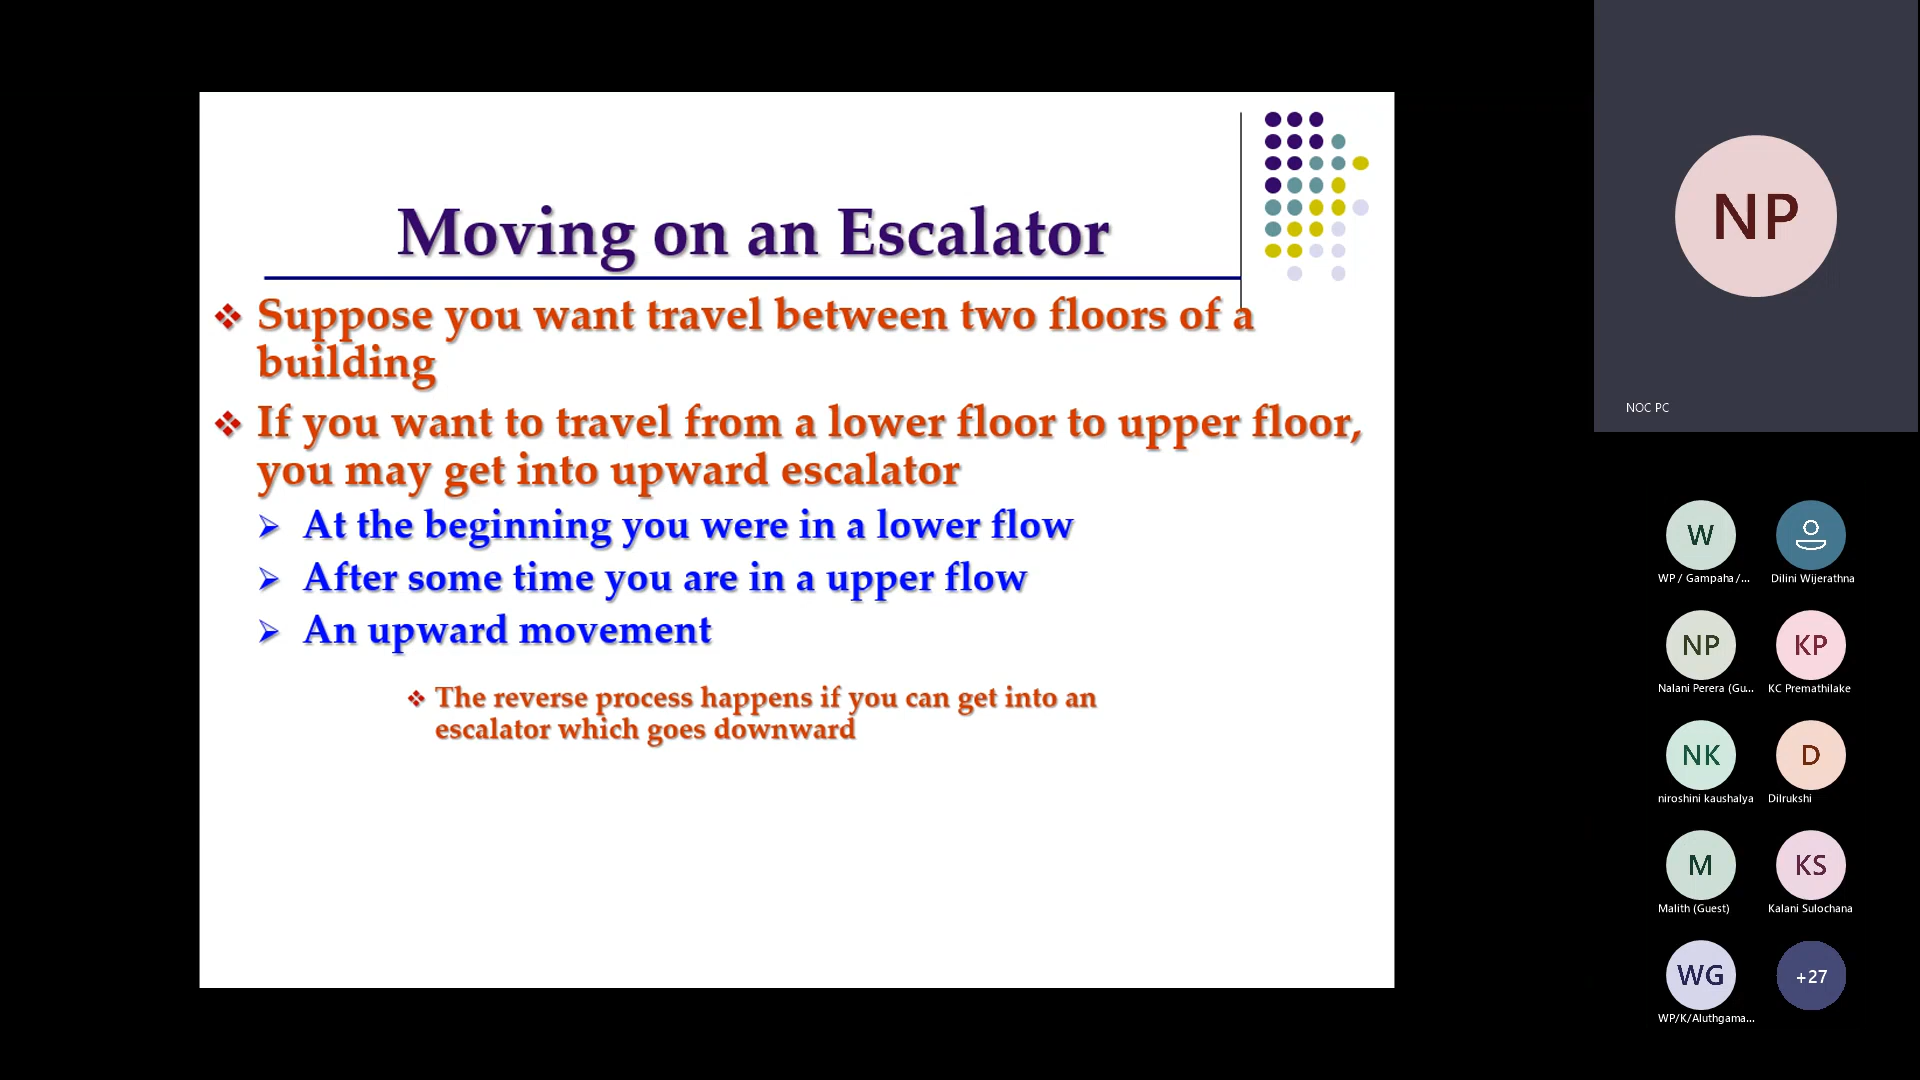 Moving on an Escalator
Suppose you want travel between two floors of a
building
If you want to travel from a lower floor to upper floor,
you may get into upward escalator
At the beginning you were in a lower flow
After some time you are in a upper flow
An upward movement
The reverse process happens if you can get into an
escalator which goes downward
NP
NOC PC
W
WP / Gampaha /...
Dilini Wijerathna
NP
Nalani Perera (Gu...
KP
KC Premathilake
NK
niroshini kaushalya
D
Dilrukshi
M
Malith (Guest)
KS
Kalani Sulochana
WG
WP/K/Aluthgama...
+27